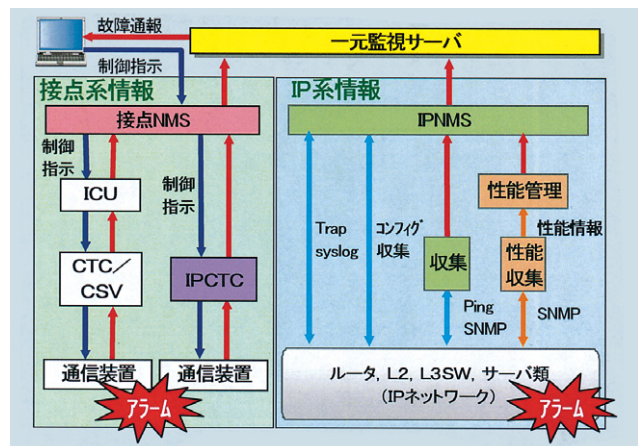 故障通報
一元監視サーバ
制御指示
接点系情報
IP系情報
接点NMS
IPNMS
制御
指示
制御
指示
ICU
性能管理
Trap
syslog
コンフィグ
収集
性能情報
CTC/
CSV
IPCTC
収集
性能
収集
Ping
SNMP
SNMP
通信装置
通信装置
ルータ, L2, L3SW, サーバ類
(IPネットワーク)
アラーム
アラーム